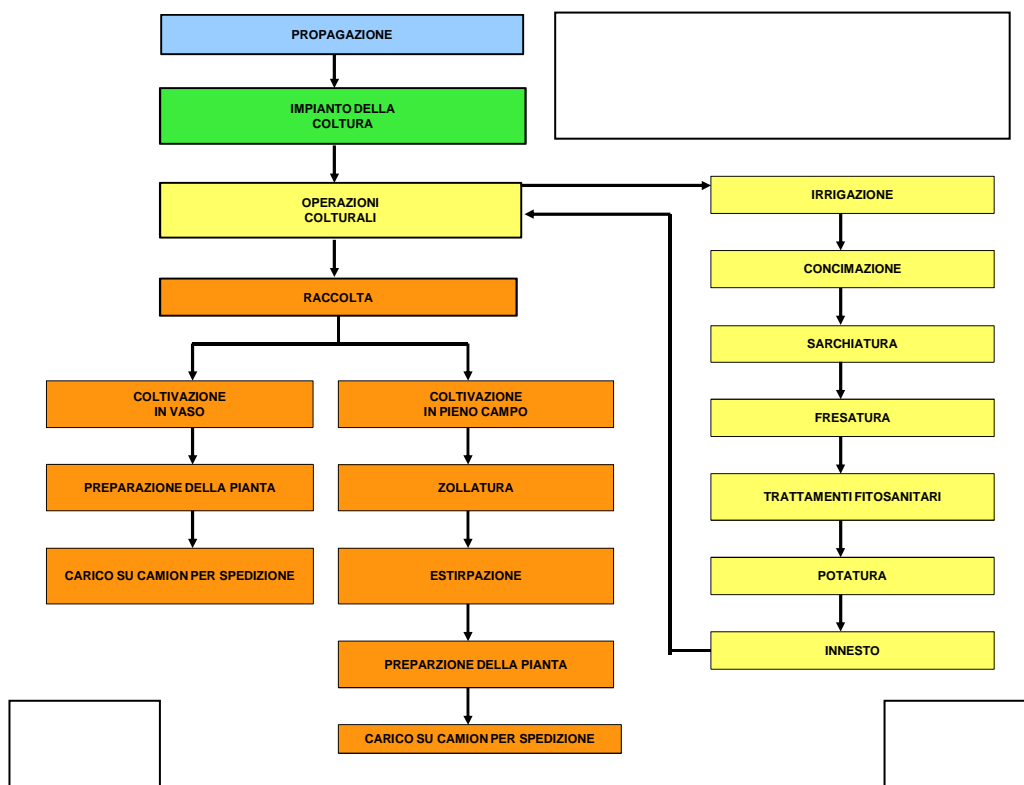 PROPAGAZIONE
IMPIANTO DELLA
COLTURA
OPERAZIONI
COLTURALI
RACCOLTA
COLTIVAZIONE
IN VASO
PREPARAZIONE DELLA PIANTA
CARICO SU CAMION PER SPEDIZIONE
COLTIVAZIONE
IN PIENO CAMPO
ZOLLATURA
ESTIRPAZIONE
PREPARZIONE DELLA PIANTA
CARICO SU CAMION PER SPEDIZIONE
IRRIGAZIONE
CONCIMAZIONE
SARCHIATURA
FRESATURA
TRATTAMENTI FITOSANITARI
POTATURA
INNESTO